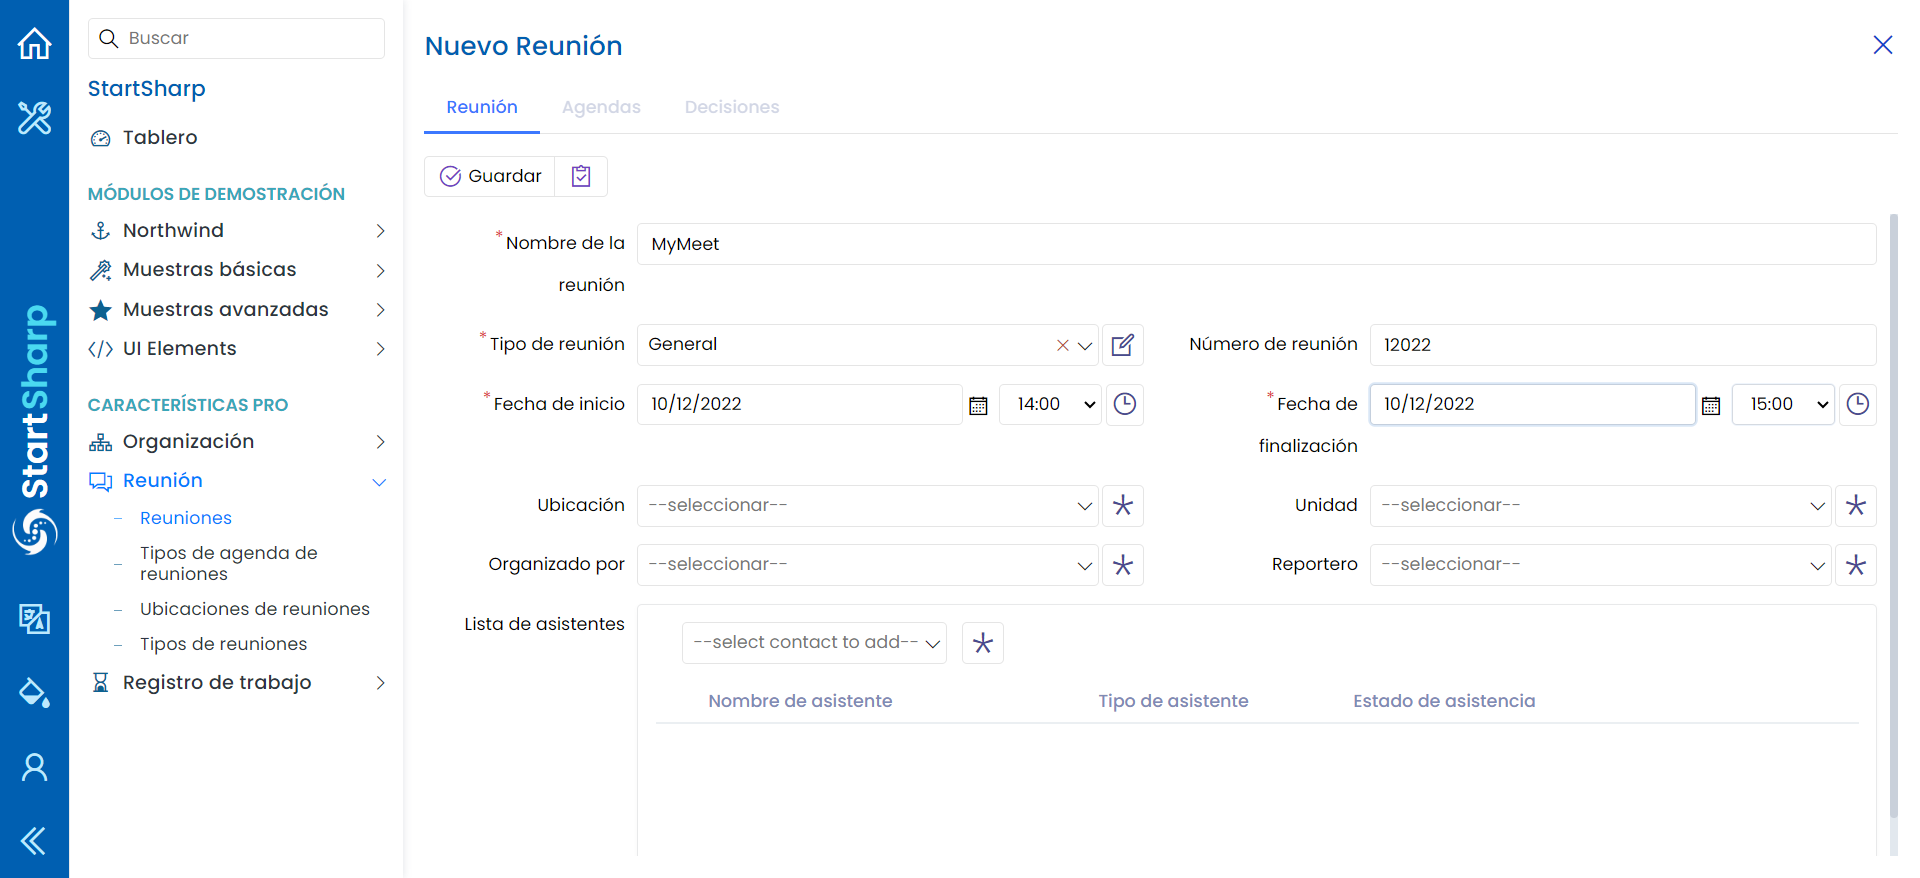 Buscar
StartSharp
Tablero
MÓDULOS DE DEMOSTRACIÓN
Northwind
Muestras básicas
Muestras avanzadas
UI Elements
CARACTERÍSTICAS PRO
Organización
Reunión
Reuniones
Tipos de agenda de
reuniones
Ubicaciones de reuniones
Tipos de reuniones
Registro de trabajo
StartSharp
Nuevo Reunión
Reunión Agendas Decisiones
Guardar
*Nombre de la
reunión
MyMeet
*Tipo de reunión General
Número de reunión 12022
*Fecha de inicio 10/12/2022 14:00
*Fecha de
finalización
10/12/2022 15:00
Ubicación --seleccionar--
Unidad --seleccionar--
Organizado por --seleccionar--
Reportero --seleccionar--
Lista de asistentes
--select contact to add--
Nombre de asistente Tipo de asistente Estado de asistencia